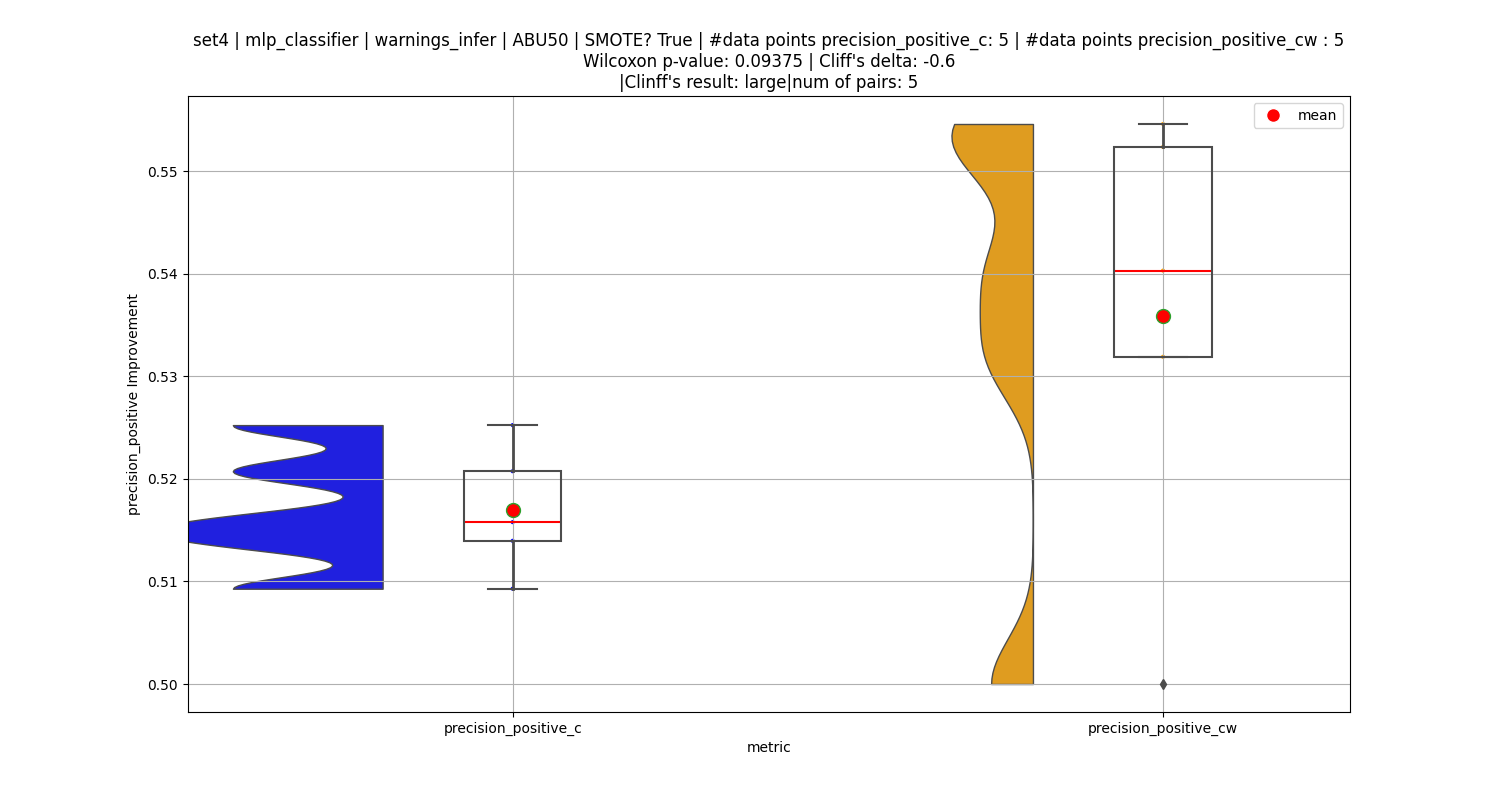 set4 | mlp_classifier | warnings_infer | ABU50 | SMOTE? True | #data points precision_positive_c: 5 | #data points precision_positive_cw : 5
Wilcoxon p-value: 0.09375 | Cliff's delta: -0.6
|Clinff's result: large|num of pairs: 5
mean
0.55
0.54
0.53
0.52
0.51
0.50
precision_positive Improvement
precision_positive_c
precision_positive_cw
metric